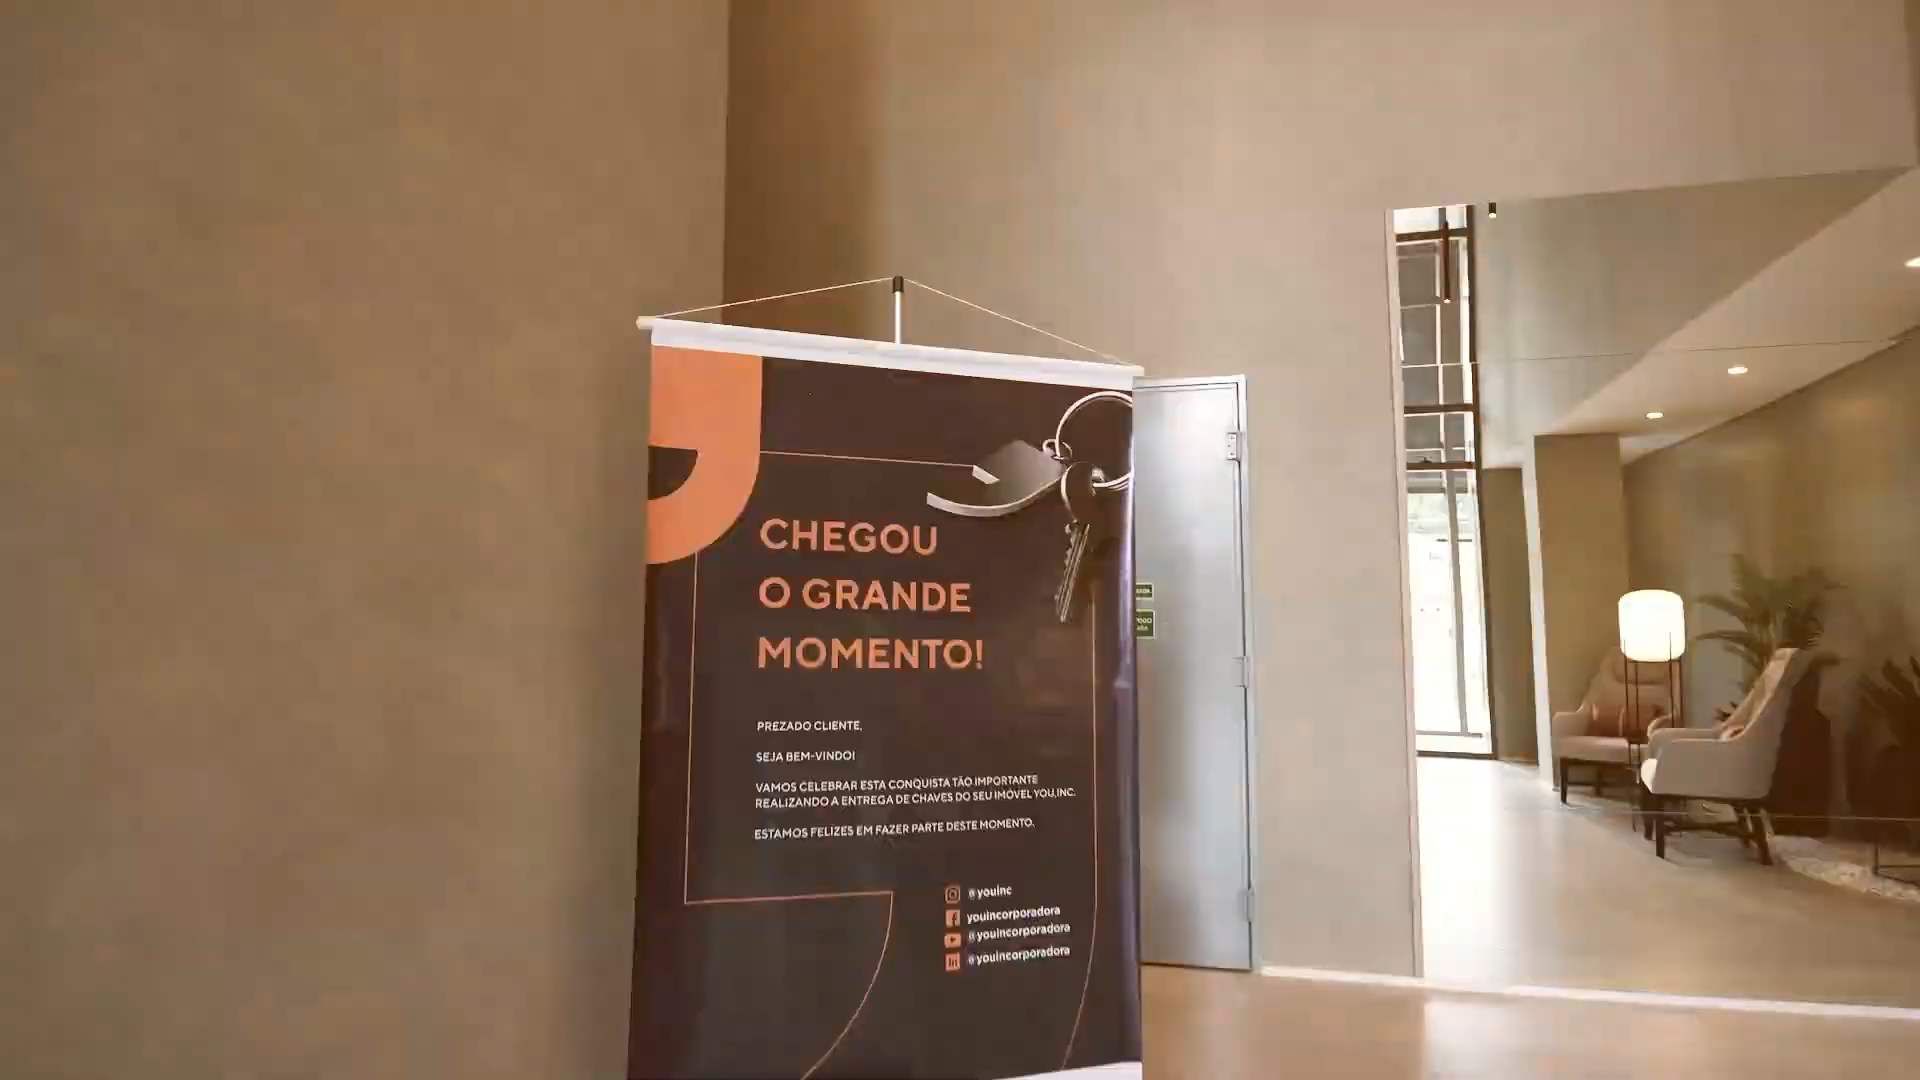 CHEGOU
O GRANDE
MOMENTO!
PREZADO CLIENTE,
SEJA BEM-VINDO!
VAMOS CELEBRAR ESTA CONQUISTA TÃO IMPORTANTE
REALIZANDO A ENTREGA DE CHAVES DO SEU IMÓVEL YOU,INC.
ESTAMOS FELIZES EM FAZER PARTE DESTE MOMENTO.
@youinc
youincorporadora
@youincorporadora
@youincorporadora